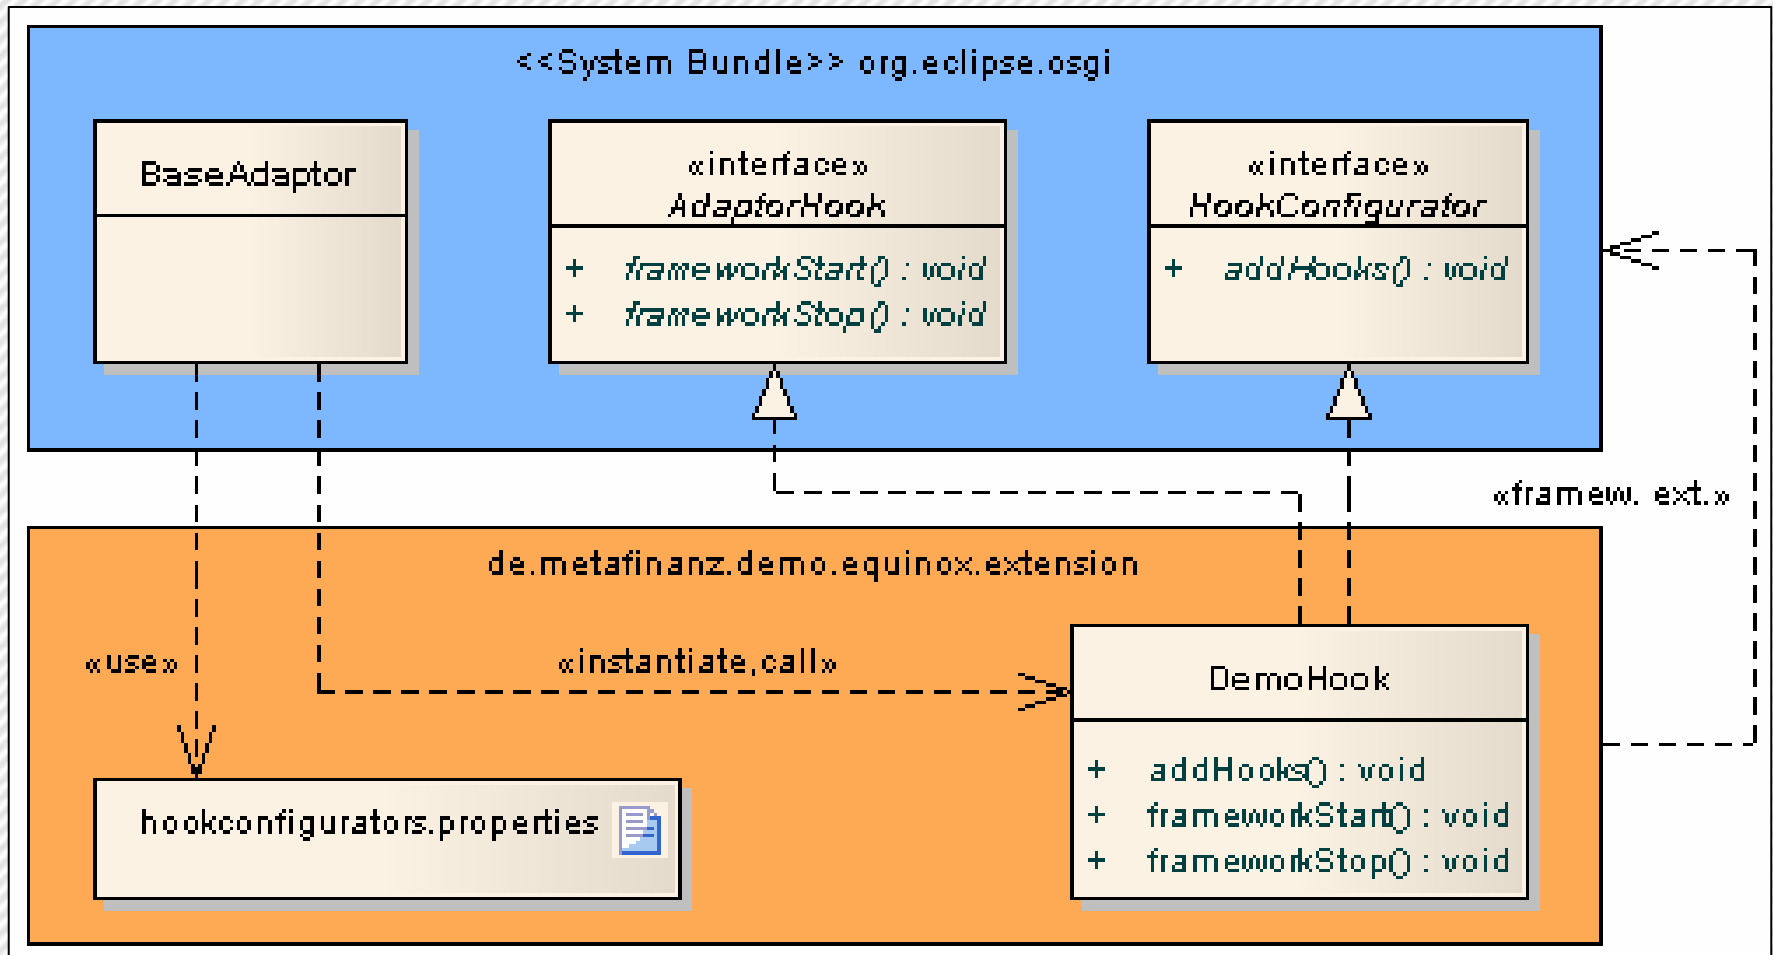 <<System Bundle>> org.eclipse.osgi
BaseAdaptor
«interface»
AdaptorHook
+ frameworkStart() : void
+ frameworkStop() : void
«interface»
HookConfigurator
+ addHooks() : void
«framew. ext.»
de.metafinanz.demo.equinox.extension
«use»
«instantiate,call»
DemoHook
+ addHooks() : void
+ frameworkStart() : void
+ frameworkStop() : void
hookconfigurators.properties